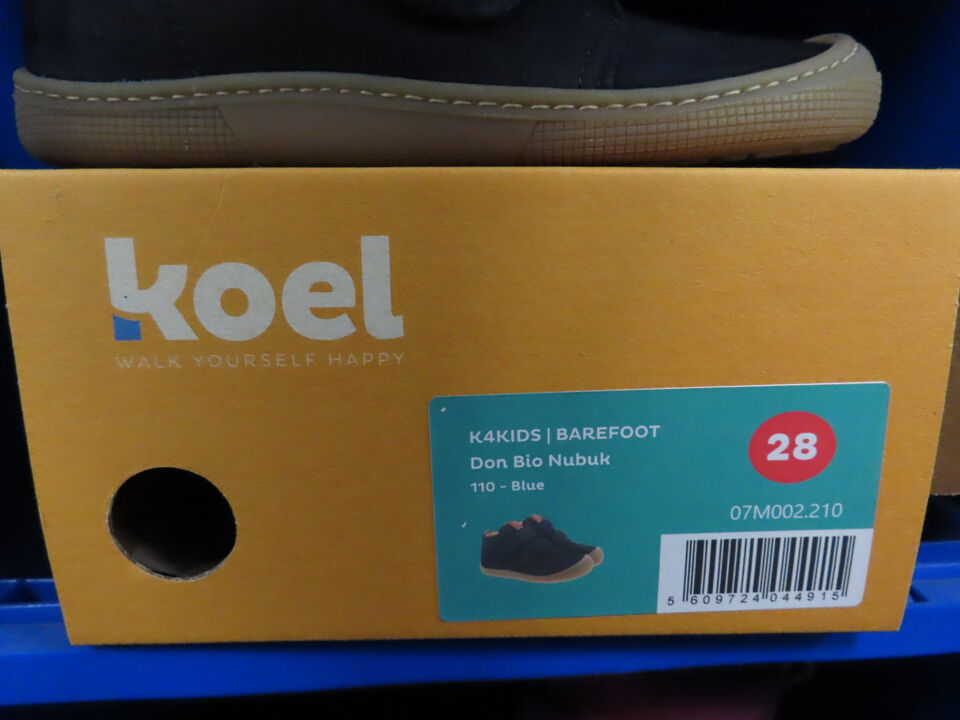 koel
WALK YOURSELF HAPPY
K4KIDS | BAREFOOT
Don Bio Nubuk
110 - Blue
28
07M002.210
5 609724 044915